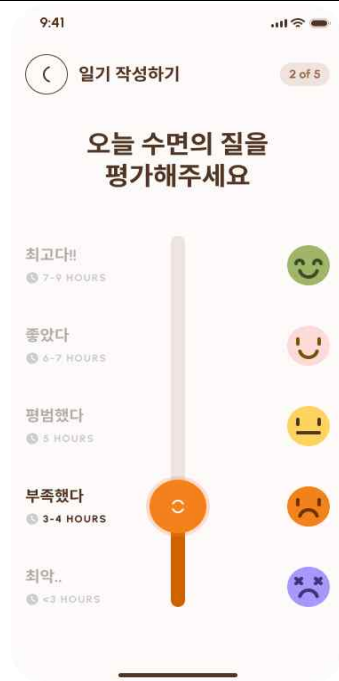 9:41
일기 작성하기
2 of 5
오늘 수면의 질을
평가해주세요
최고다!!
7-9 HOURS
좋았다
6-7 HOURS
평범했다
5 HOURS
부족했다
3-4 HOURS
최악..
<3 HOURS